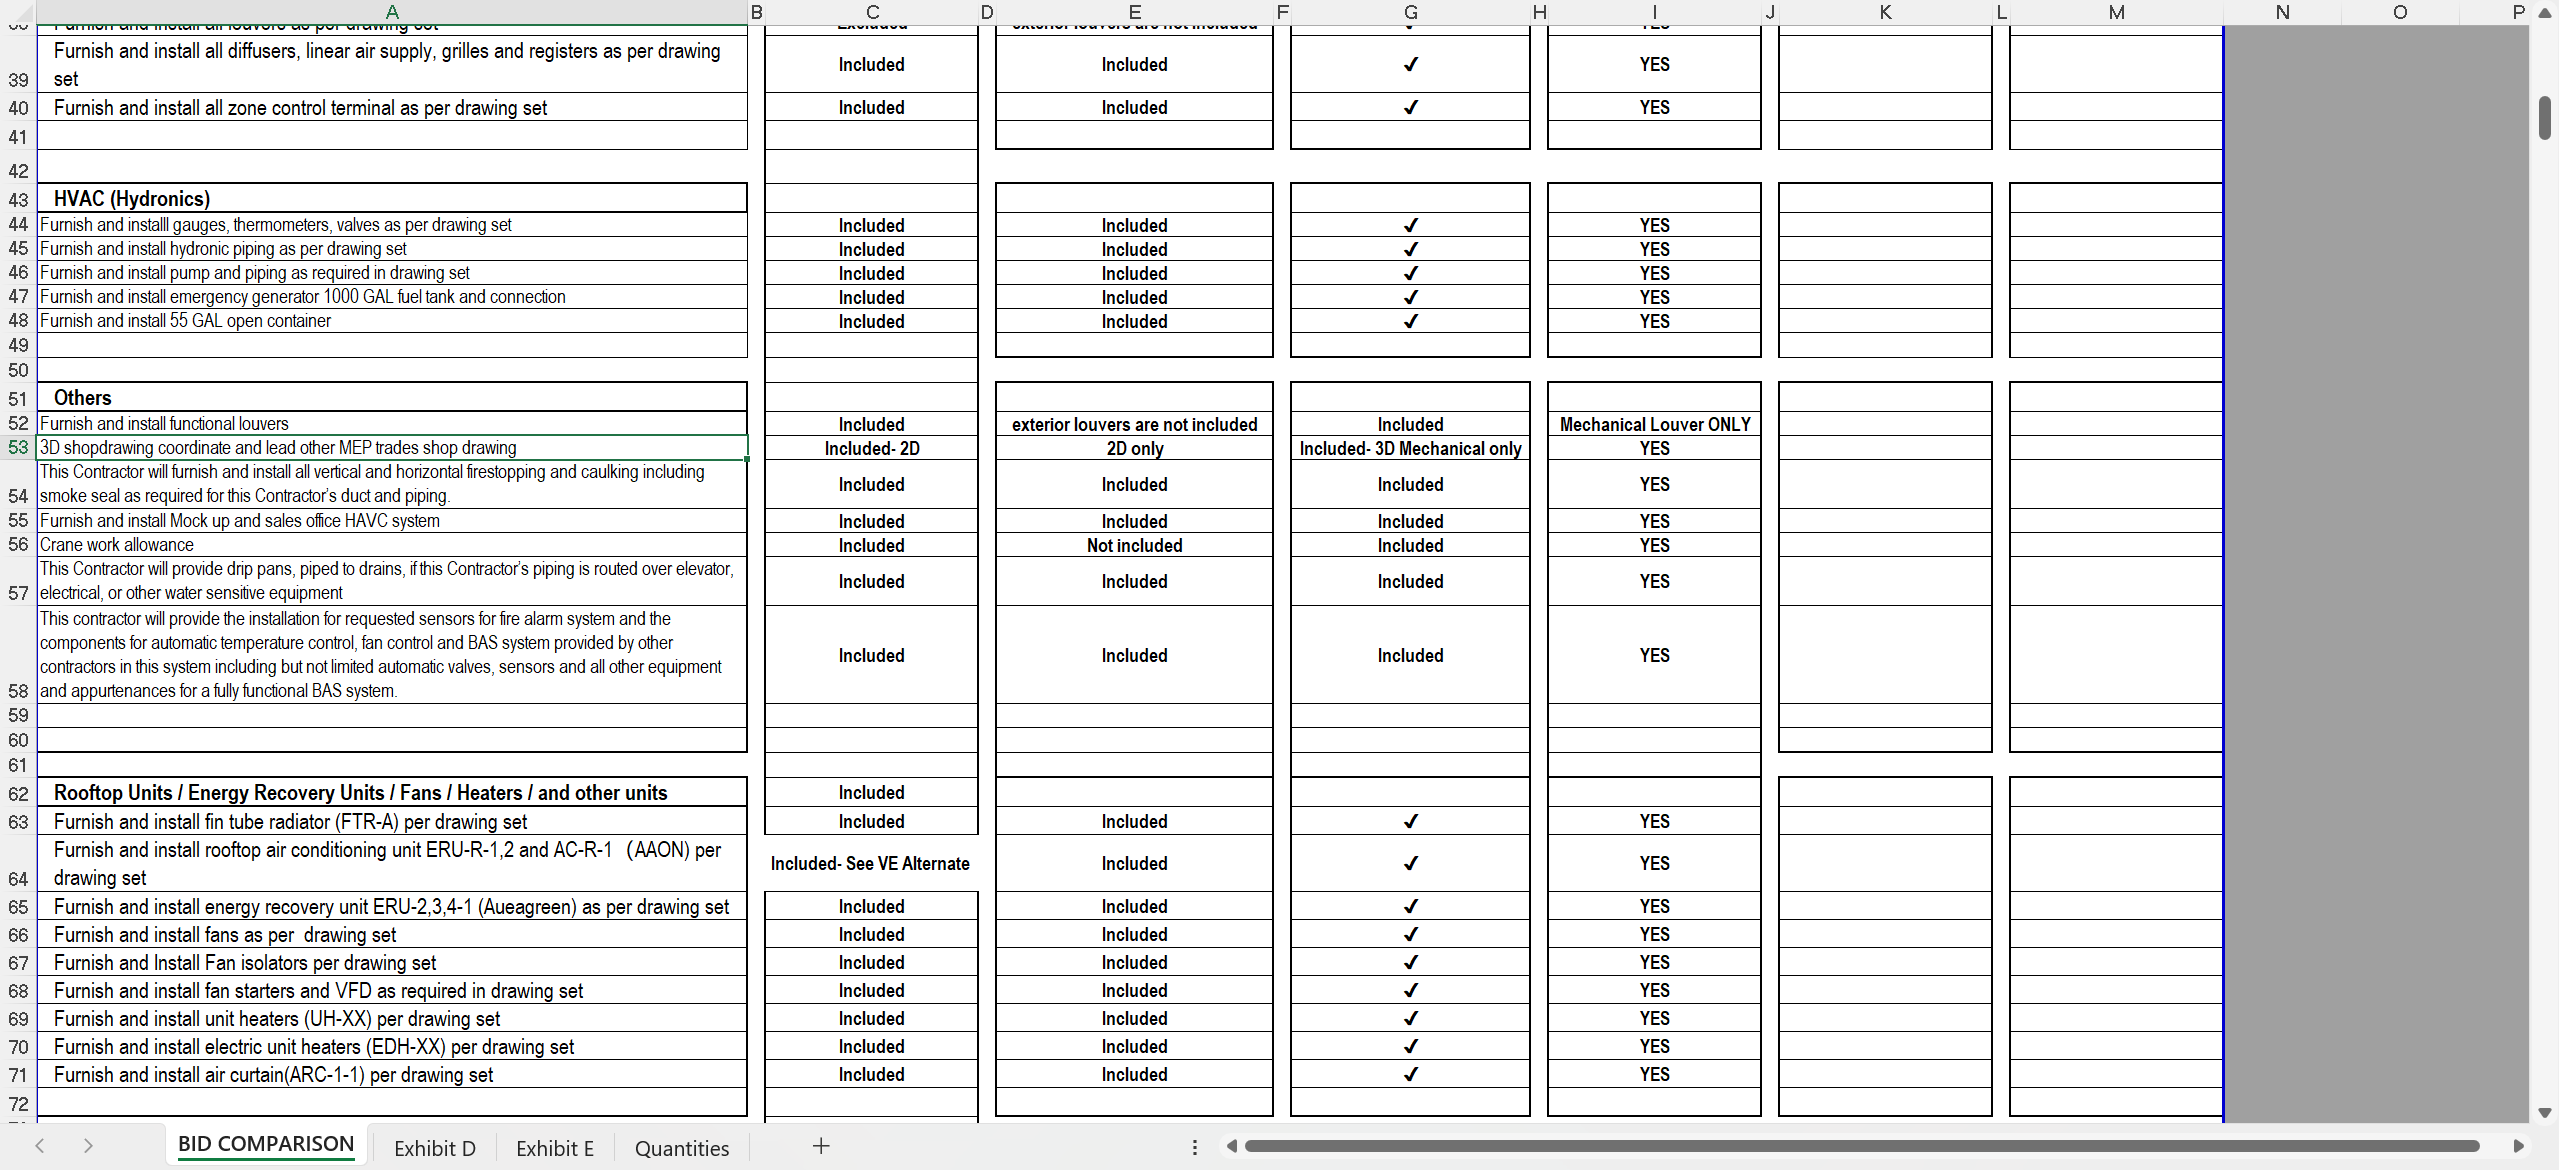 A B C D E F G H I J K L M N O P
38 Furnish and install all louvers as per drawing set Excluded exterior louvers are not included ✓ YES
Furnish and install all diffusers, linear air supply, grilles and registers as per drawing
39 set Included Included ✓ YES
40 Furnish and install all zone control terminal as per drawing set Included Included ✓ YES
41
42
43 HVAC (Hydronics)
44 Furnish and installl gauges, thermometers, valves as per drawing set Included Included ✓ YES
45 Furnish and install hydronic piping as per drawing set Included Included ✓ YES
46 Furnish and install pump and piping as required in drawing set Included Included ✓ YES
47 Furnish and install emergency generator 1000 GAL fuel tank and connection Included Included ✓ YES
48 Furnish and install 55 GAL open container Included Included ✓ YES
49
50
51 Others
52 Furnish and install functional louvers Included exterior louvers are not included Included Mechanical Louver ONLY
53 3D shopdrawing coordinate and lead other MEP trades shop drawing Included- 2D 2D only Included- 3D Mechanical only YES
This Contractor will furnish and install all vertical and horizontal firestopping and caulking including
54 smoke seal as required for this Contractor's duct and piping. Included Included Included YES
55 Furnish and install Mock up and sales office HAVC system Included Included Included YES
56 Crane work allowance Included Not included Included YES
This Contractor will provide drip pans, piped to drains, if this Contractor's piping is routed over elevator,
57 electrical, or other water sensitive equipment Included Included Included YES
This contractor will provide the installation for requested sensors for fire alarm system and the
components for automatic temperature control, fan control and BAS system provided by other
contractors in this system including but not limited automatic valves, sensors and all other equipment
58 and appurtenances for a fully functional BAS system. Included Included Included YES
59
60
61
62 Rooftop Units / Energy Recovery Units / Fans / Heaters / and other units Included
63 Furnish and install fin tube radiator (FTR-A) per drawing set Included Included ✓ YES
Furnish and install rooftop air conditioning unit ERU-R-1,2 and AC-R-1 （AAON) per
64 drawing set Included- See VE Alternate Included ✓ YES
65 Furnish and install energy recovery unit ERU-2,3,4-1 (Aueagreen) as per drawing set Included Included ✓ YES
66 Furnish and install fans as per drawing set Included Included ✓ YES
67 Furnish and Install Fan isolators per drawing set Included Included ✓ YES
68 Furnish and install fan starters and VFD as required in drawing set Included Included ✓ YES
69 Furnish and install unit heaters (UH-XX) per drawing set Included Included ✓ YES
70 Furnish and install electric unit heaters (EDH-XX) per drawing set Included Included ✓ YES
71 Furnish and install air curtain(ARC-1-1) per drawing set Included Included ✓ YES
72
BID COMPARISON Exhibit D Exhibit E Quantities +